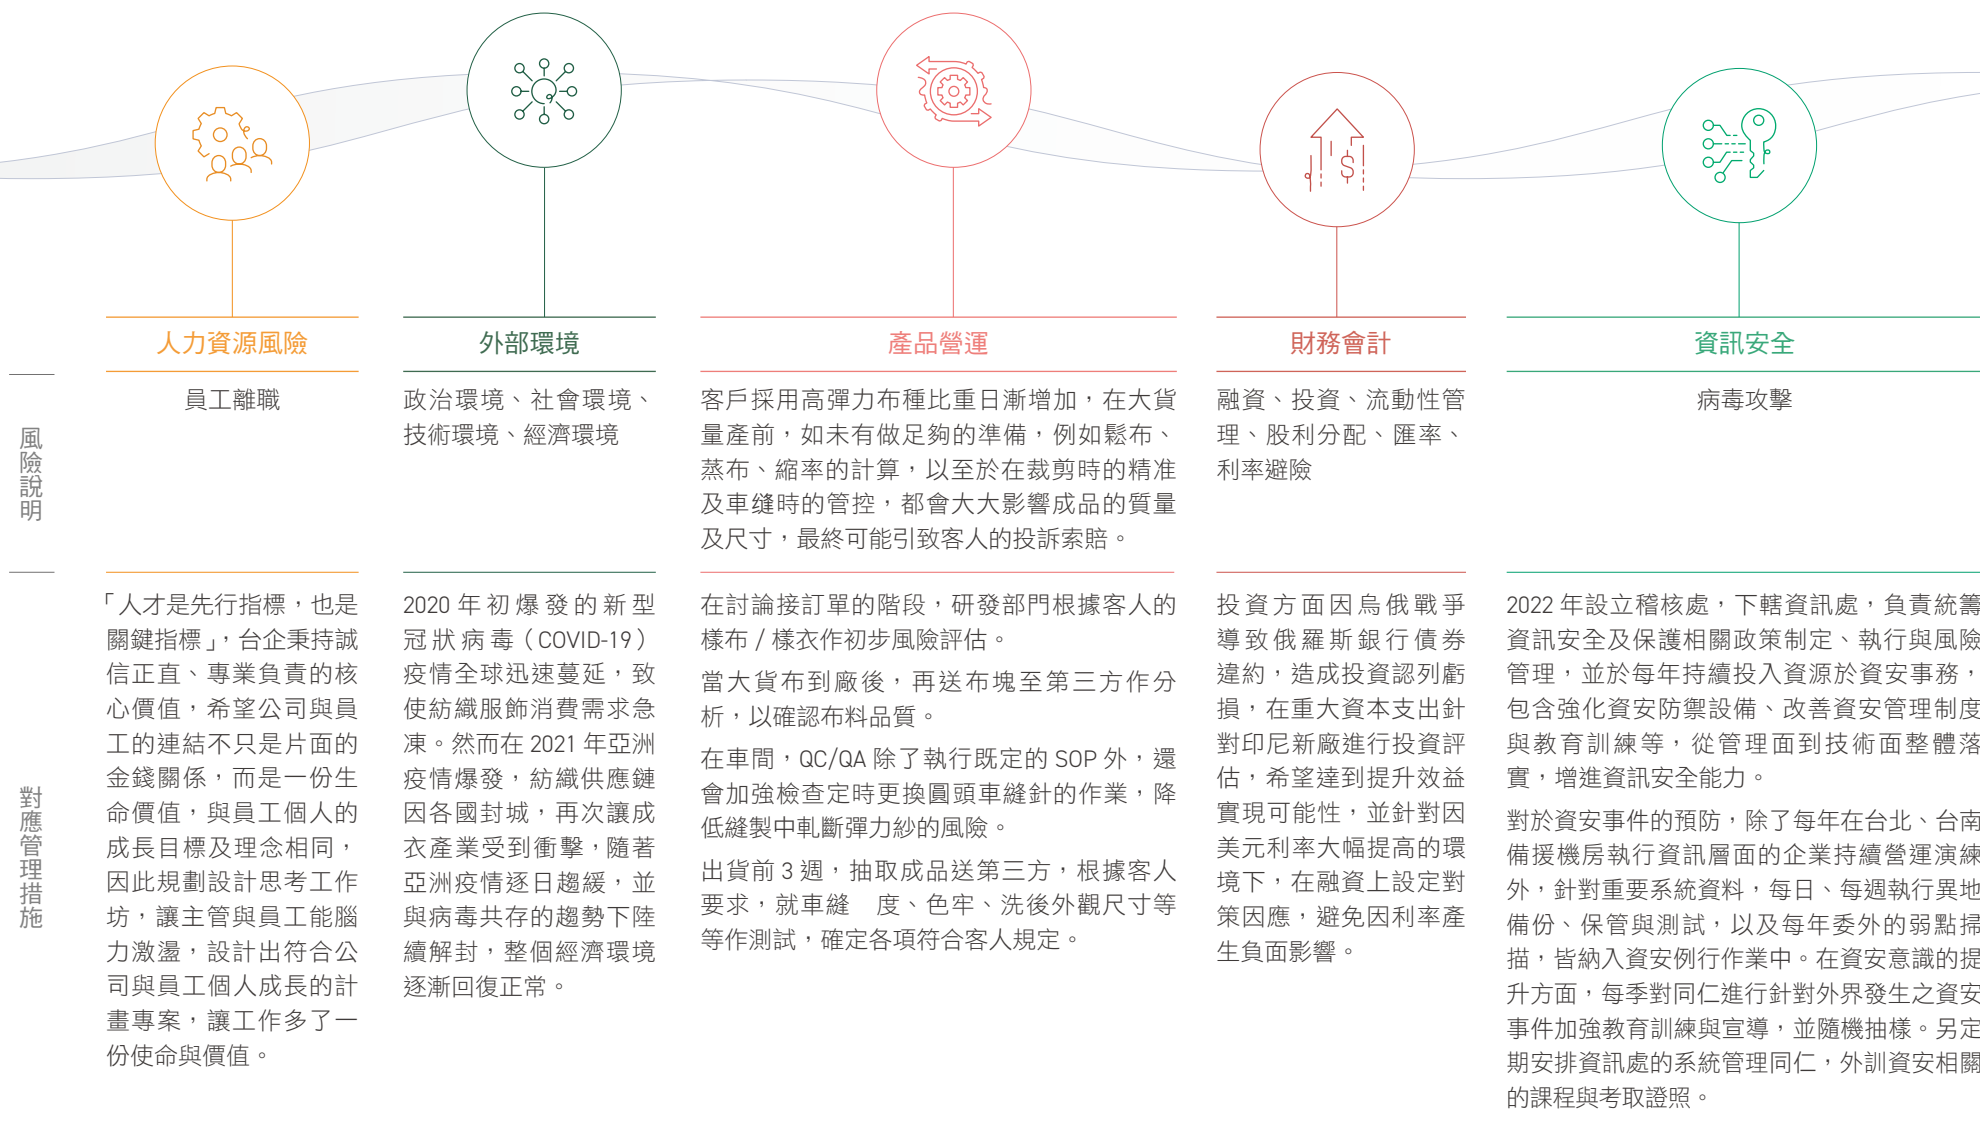 人力資源風險
外部環境
產品營運
財務會計
資訊安全
風險說明
員工離職
政治環境、社會環境、
技術環境、經濟環境
客戶採用高彈力布種比重日漸增加，在大貨
量產前，如未有做足夠的準備，例如鬆布、
蒸布、縮率的計算，以至於在裁剪時的精准
及車縫時的管控，都會大大影響成品的質量
及尺寸，最終可能引致客人的投訴索賠。
融資、投資、流動性管
理、股利分配、匯率、
利率避險
病毒攻擊
對應管理措施
「人才是先行指標，也是
關鍵指標」，台企秉持誠
信正直、專業負責的核
心價值，希望公司與員
工的連結不只是片面的
金錢關係，而是一份生
命價值，與員工個人的
成長目標及理念相同，
因此規劃設計思考工作
坊，讓主管與員工能腦
力激盪，設計出符合公
司與員工個人成長的計
畫專案，讓工作多了一
份使命與價值。
2020 年初爆發的新型
冠狀病毒（COVID-19）
疫情全球迅速蔓延，致
使紡織服飾消費需求急
凍。然而在 2021 年亞洲
疫情爆發，紡織供應鏈
因各國封城，再次讓成
衣產業受到衝擊，隨著
亞洲疫情逐日趨緩，並
與病毒共存的趨勢下陸
續解封，整個經濟環境
逐漸回復正常。
在討論接訂單的階段，研發部門根據客人的
樣布 / 樣衣作初步風險評估。
當大貨布到廠後，再送布塊至第三方作分
析，以確認布料品質。
在車間，QC/QA 除了執行既定的 SOP 外，還
會加強檢查定時更換圓頭車縫針的作業，降
低縫製中軋斷彈力紗的風險。
出貨前 3 週，抽取成品送第三方，根據客人
要求，就車縫　度、色牢、洗後外觀尺寸等
等作測試，確定各項符合客人規定。
投資方面因烏俄戰爭
導致俄羅斯銀行債券
違約，造成投資認列虧
損，在重大資本支出針
對印尼新廠進行投資評
估，希望達到提升效益
實現可能性，並針對因
美元利率大幅提高的環
境下，在融資上設定對
策因應，避免因利率產
生負面影響。
2022 年設立稽核處，下轄資訊處，負責統籌
資訊安全及保護相關政策制定、執行與風險
管理，並於每年持續投入資源於資安事務，
包含強化資安防禦設備、改善資安管理制度
與教育訓練等，從管理面到技術面整體落
實，增進資訊安全能力。
對於資安事件的預防，除了每年在台北、台南
備援機房執行資訊層面的企業持續營運演練
外，針對重要系統資料，每日、每週執行異地
備份、保管與測試，以及每年委外的弱點掃
描，皆納入資安例行作業中。在資安意識的提
升方面，每季對同仁進行針對外界發生之資安
事件加強教育訓練與宣導，並隨機抽樣。另定
期安排資訊處的系統管理同仁，外訓資安相關
的課程與考取證照。